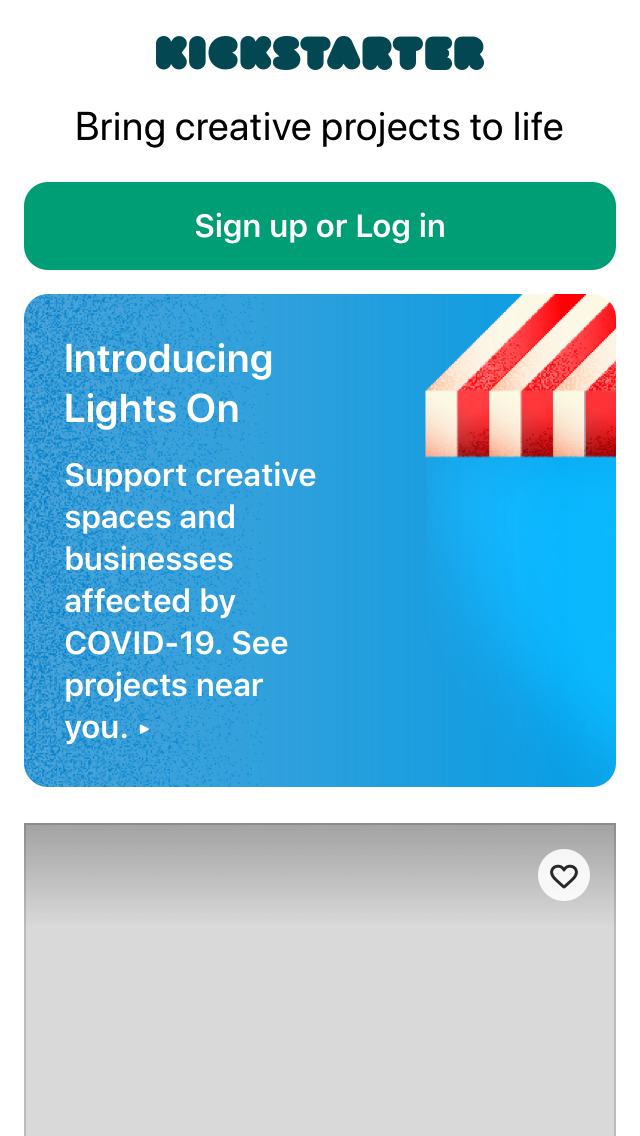 KICKSTARTER
Bring creative projects to life
Sign up or Log in
Introducing
Lights On
Support creative
spaces and
businesses
affected by
COVID-19. See
projects near
you. ▸